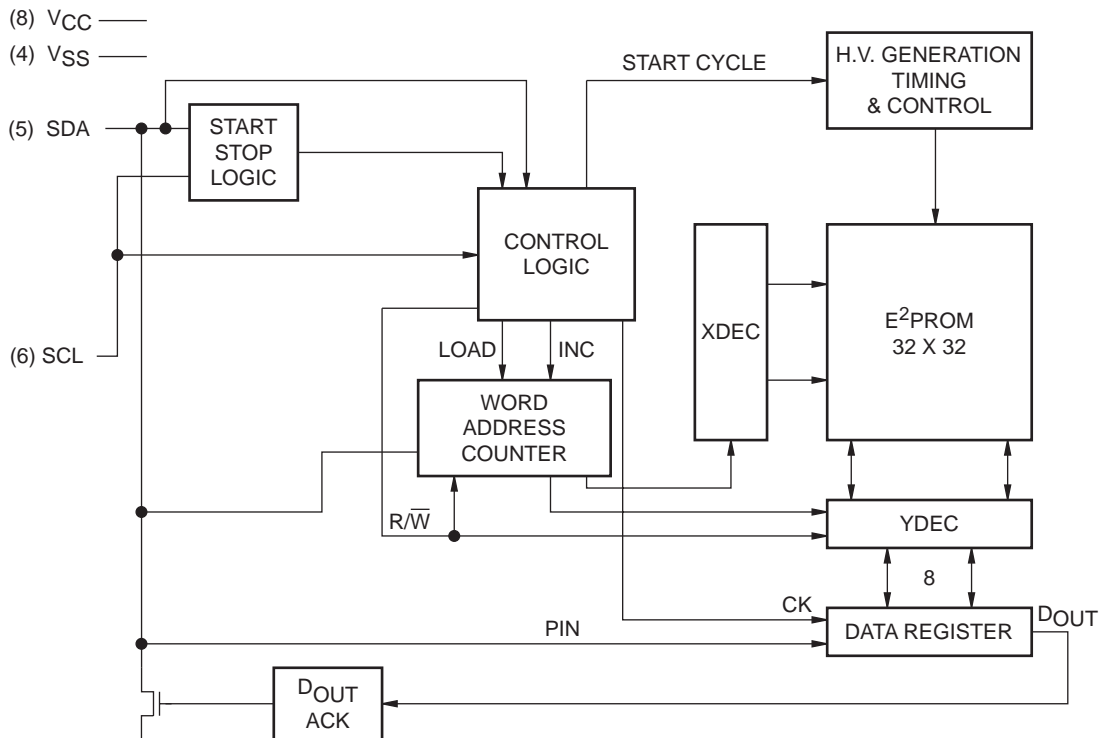 (8) VCC
(4) VSS
(5) SDA
START
STOP
LOGIC
START CYCLE
H.V. GENERATION
TIMING
& CONTROL
CONTROL
LOGIC
(6) SCL
LOAD
INC
XDEC
E²PROM
32 X 32
WORD
ADDRESS
COUNTER
R/W̅
YDEC
8
CK
DATA REGISTER
DOUT
PIN
DOUT
ACK